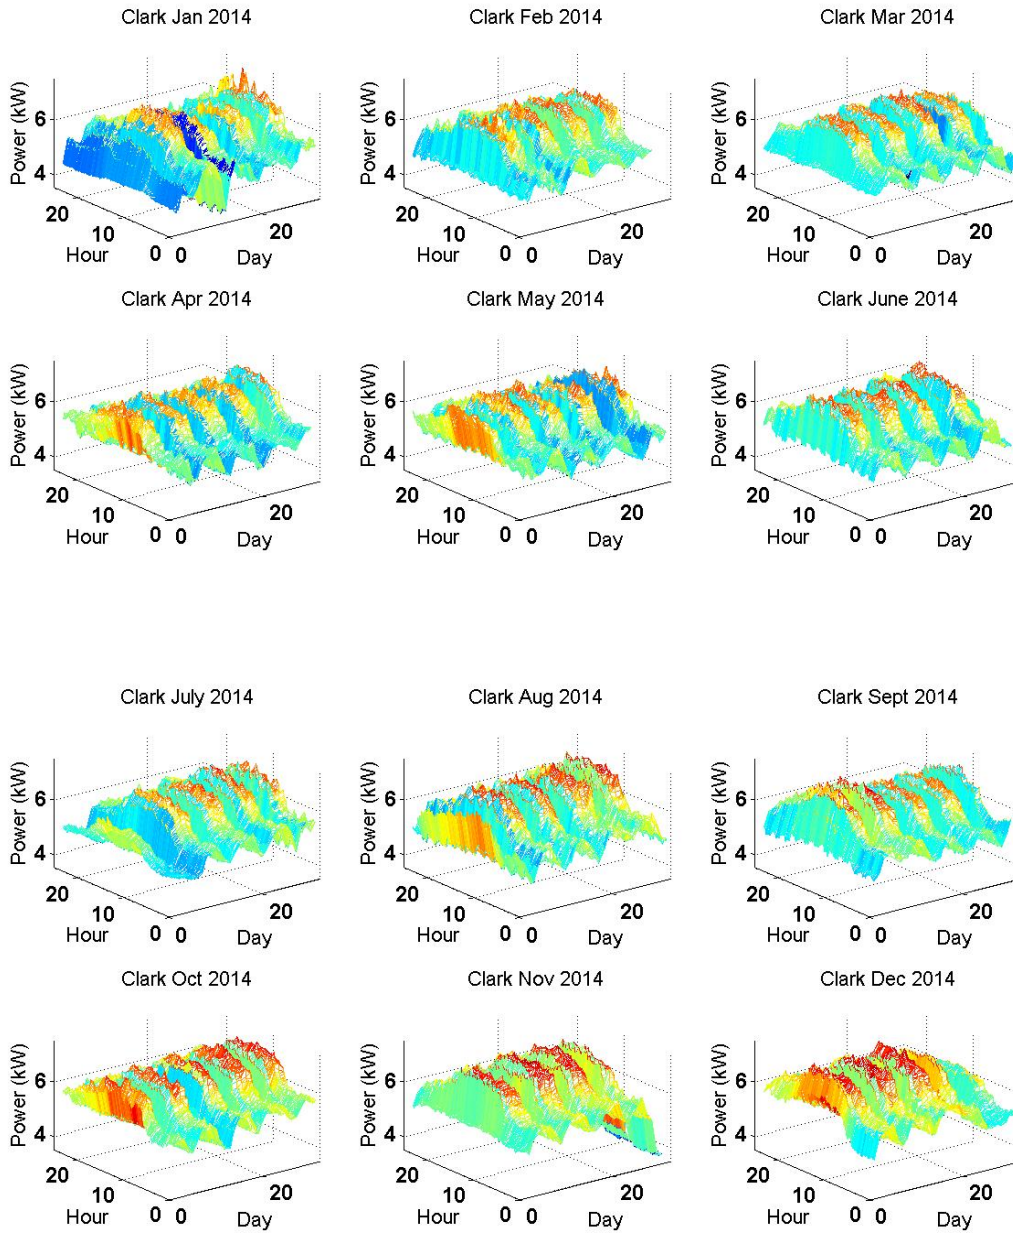 Clark Jan 2014
Clark Feb 2014
Clark Mar 2014
Power (kW)
6
4
20
10
0
Hour
0
20
Day
Power (kW)
6
4
20
10
0
Hour
0
20
Day
Power (kW)
6
4
20
10
0
Hour
0
20
Day
Clark Apr 2014
Clark May 2014
Clark June 2014
Power (kW)
6
4
20
10
0
Hour
0
20
Day
Power (kW)
6
4
20
10
0
Hour
0
20
Day
Power (kW)
6
4
20
10
0
Hour
0
20
Day
Clark July 2014
Clark Aug 2014
Clark Sept 2014
Power (kW)
6
4
20
10
0
Hour
0
20
Day
Power (kW)
6
4
20
10
0
Hour
0
20
Day
Power (kW)
6
4
20
10
0
Hour
0
20
Day
Clark Oct 2014
Clark Nov 2014
Clark Dec 2014
Power (kW)
6
4
20
10
0
Hour
0
20
Day
Power (kW)
6
4
20
10
0
Hour
0
20
Day
Power (kW)
6
4
20
10
0
Hour
0
20
Day